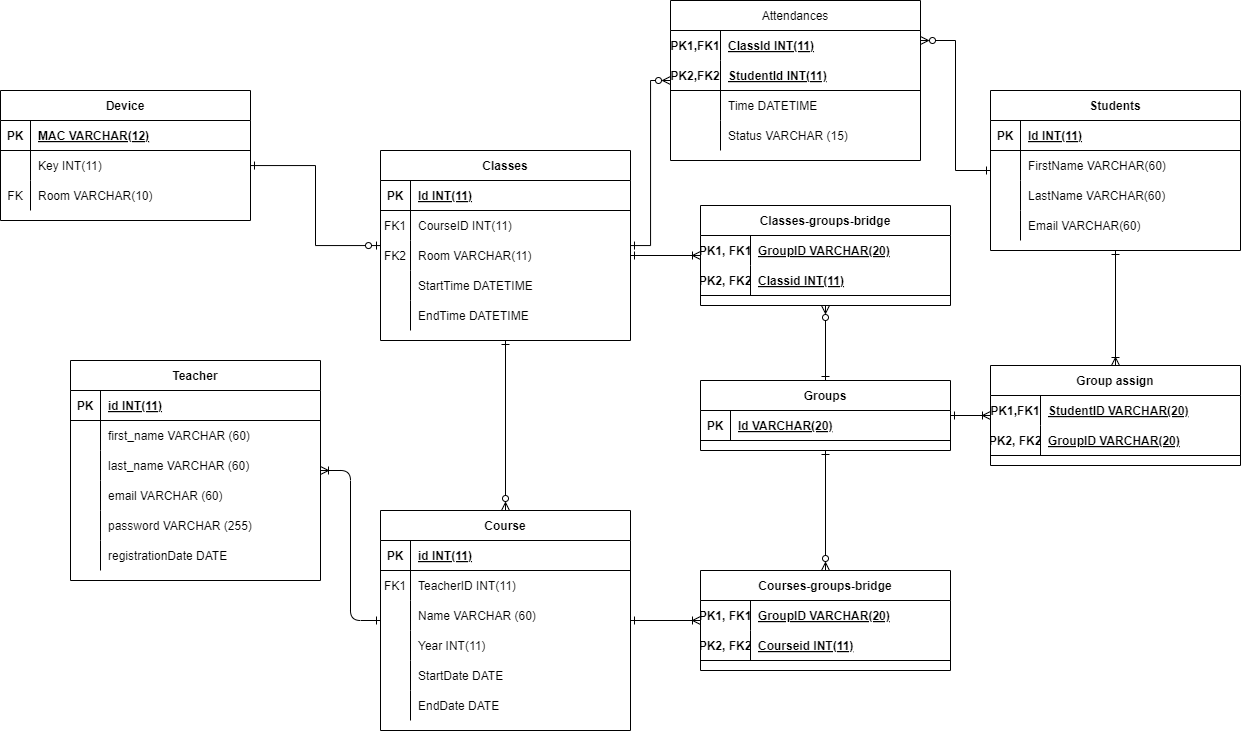 Attendances
PK1,FK1 ClassId INT(11)
PK2,FK2 StudentId INT(11)
Time DATETIME
Status VARCHAR (15)
Device
PK MAC VARCHAR(12)
Key INT(11)
FK Room VARCHAR(10)
Students
PK Id INT(11)
FirstName VARCHAR(60)
LastName VARCHAR(60)
Email VARCHAR(60)
Classes
PK Id INT(11)
FK1 CourseID INT(11)
FK2 Room VARCHAR(11)
StartTime DATETIME
EndTime DATETIME
Classes-groups-bridge
PK1, FK1 GroupID VARCHAR(20)
PK2, FK2 Classid INT(11)
Teacher
PK id INT(11)
first_name VARCHAR (60)
last_name VARCHAR (60)
email VARCHAR (60)
password VARCHAR (255)
registrationDate DATE
Groups
PK Id VARCHAR(20)
Group assign
PK1,FK1 StudentID VARCHAR(20)
PK2, FK2 GroupID VARCHAR(20)
Course
PK id INT(11)
FK1 TeacherID INT(11)
Name VARCHAR (60)
Year INT(11)
StartDate DATE
EndDate DATE
Courses-groups-bridge
PK1, FK1 GroupID VARCHAR(20)
PK2, FK2 Courseid INT(11)